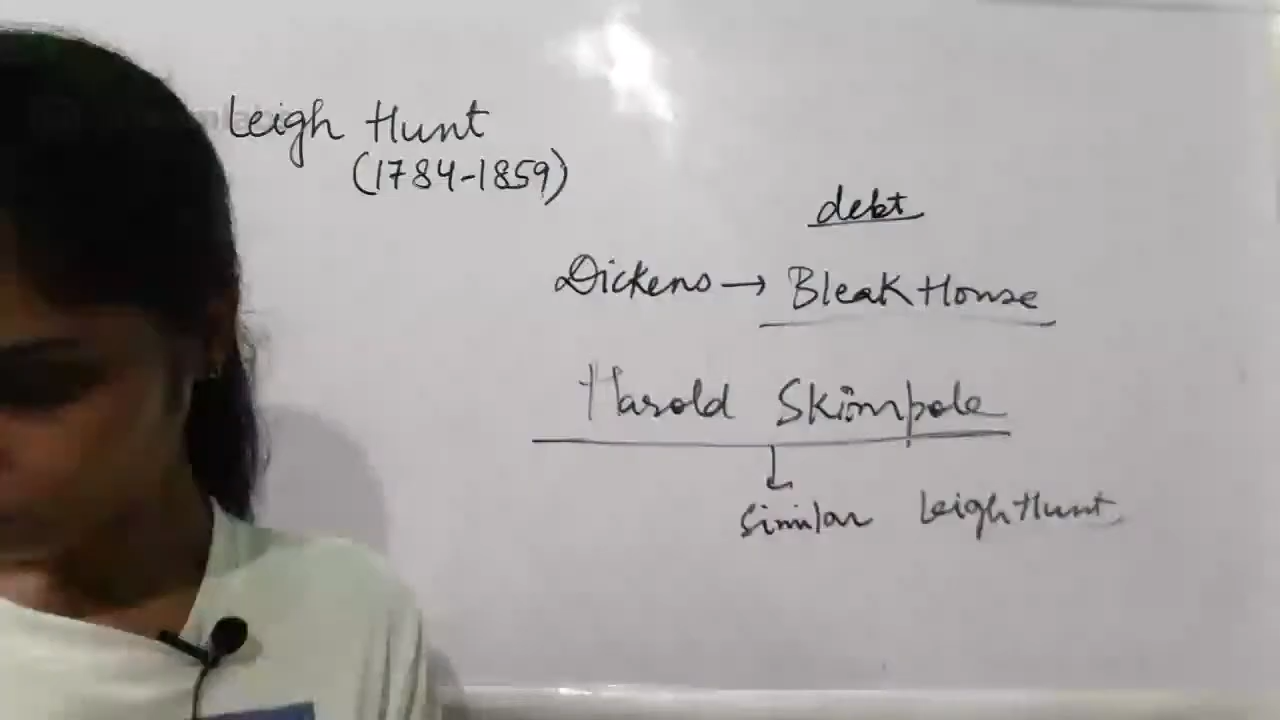 Leigh Hunt
(1784-1859)
debt
Dickens → Bleak House
Harold Skimpole
↓
Similar Leigh Hunt